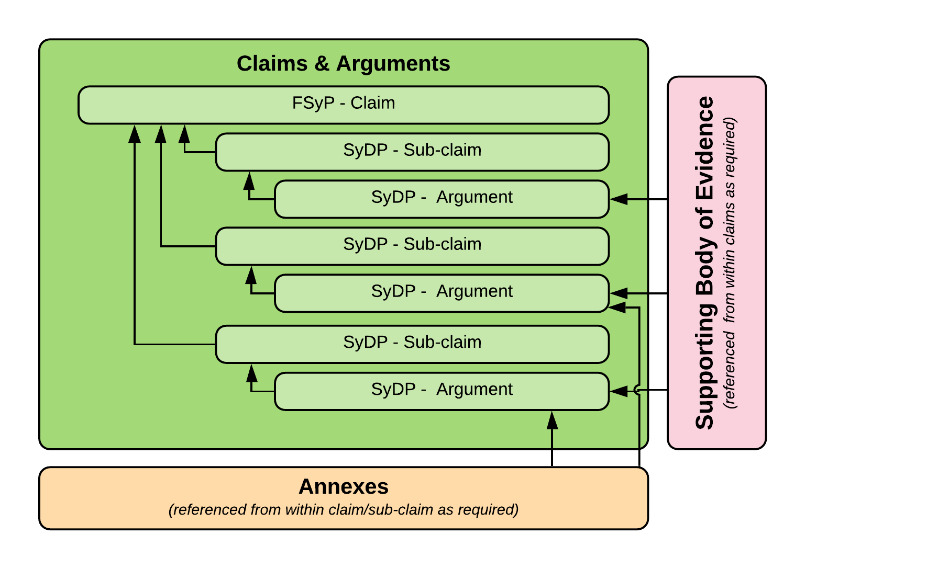 Claims & Arguments
FSyP - Claim
SyDP - Sub-claim
SyDP -  Argument
SyDP - Sub-claim
SyDP -  Argument
SyDP - Sub-claim
SyDP -  Argument
Supporting Body of Evidence
(referenced  from within claims as required)
Annexes
(referenced from within claim/sub-claim as required)